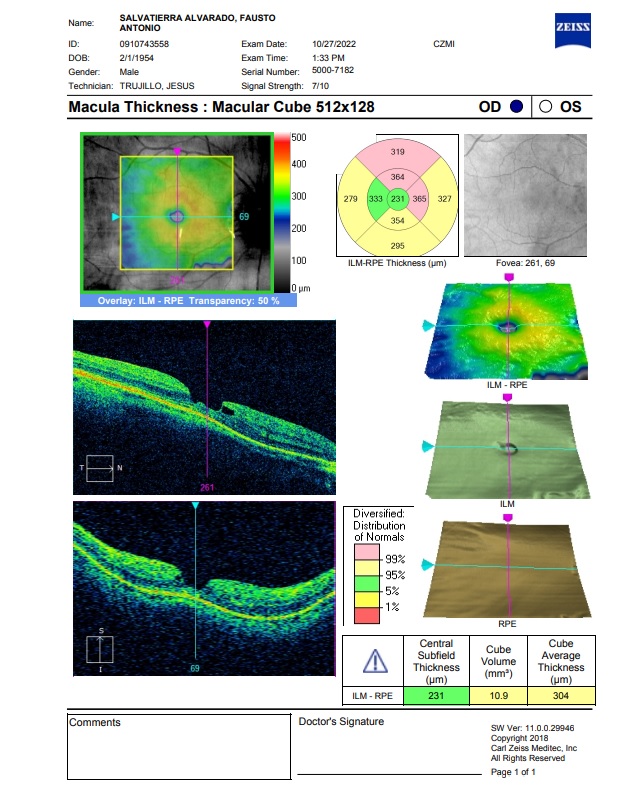 Name: SALVATIERRA ALVARADO, FAUSTO
ANTONIO
ZEISS
ID: 0910743558 Exam Date: 10/27/2022 CZMI
DOB: 2/1/1954 Exam Time: 1:33 PM
Gender: Male Serial Number: 5000-7182
Technician: TRUJILLO, JESUS Signal Strength: 7/10
Macula Thickness : Macular Cube 512x128 OD OS
500
400
300
200
100
0 µm
69
Overlay: ILM - RPE Transparency: 50 %
319
364
279 333 231 365 327
354
295
ILM-RPE Thickness (µm)
Fovea: 261, 69
ILM - RPE
T N
261
ILM
S
I
69
Diversified:
Distribution
of Normals
99%
95%
5%
1%
RPE
Central
Subfield
Thickness
(µm)
Cube
Volume
(mm³)
Cube
Average
Thickness
(µm)
ILM - RPE 231 10.9 304
Comments
Doctor's Signature
SW Ver: 11.0.0.29946
Copyright 2018
Carl Zeiss Meditec, Inc
All Rights Reserved
Page 1 of 1